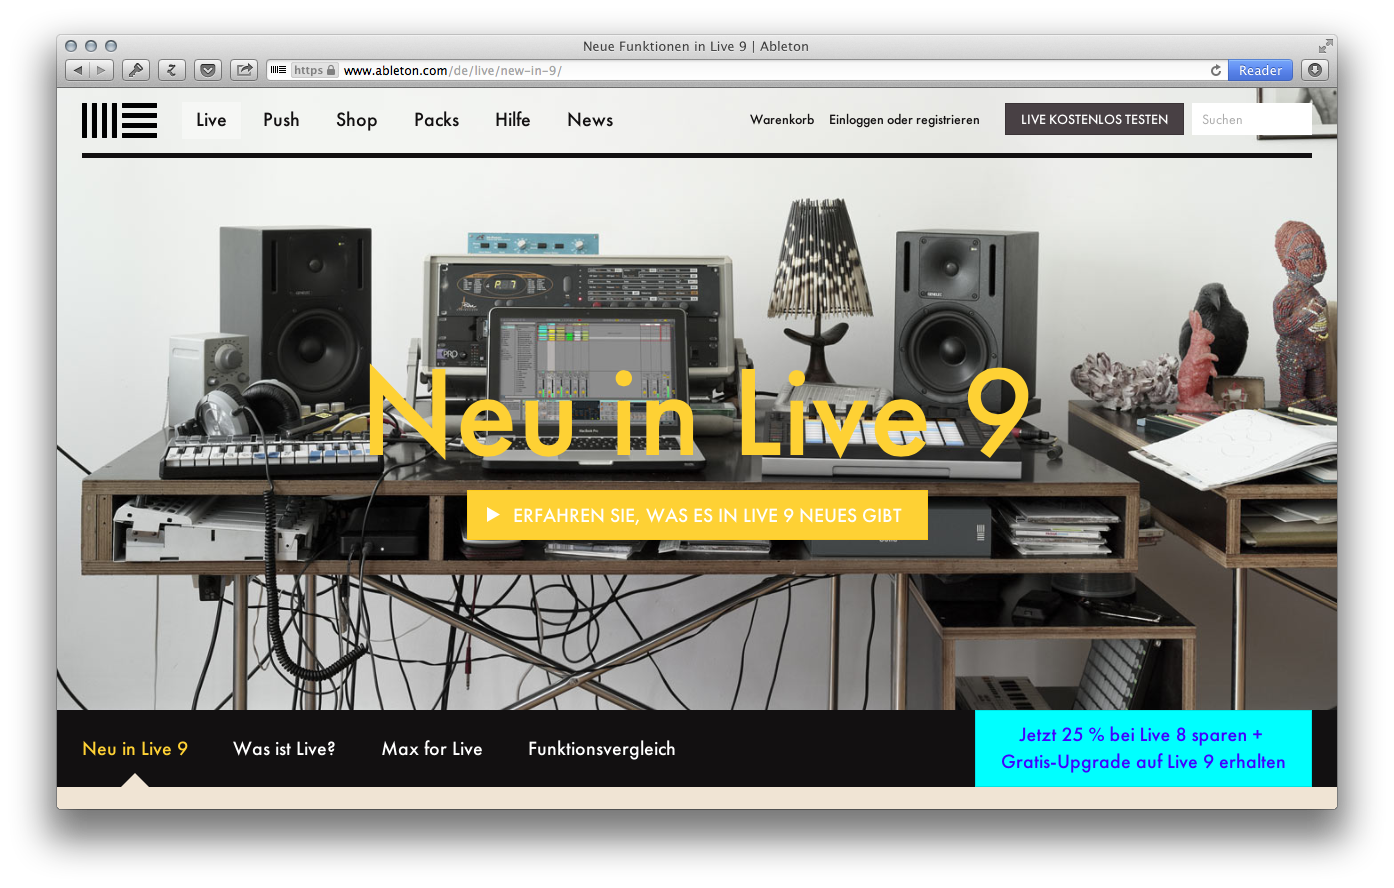 Neue Funktionen in Live 9 | Ableton
https www.ableton.com/de/live/new-in-9/ Reader
Live Push Shop Packs Hilfe News Warenkorb Einloggen oder registrieren LIVE KOSTENLOS TESTEN Suchen
Neu in Live 9
ERFAHREN SIE, WAS ES IN LIVE 9 NEUES GIBT
Neu in Live 9 Was ist Live? Max for Live Funktionsvergleich
Jetzt 25 % bei Live 8 sparen +
Gratis-Upgrade auf Live 9 erhalten